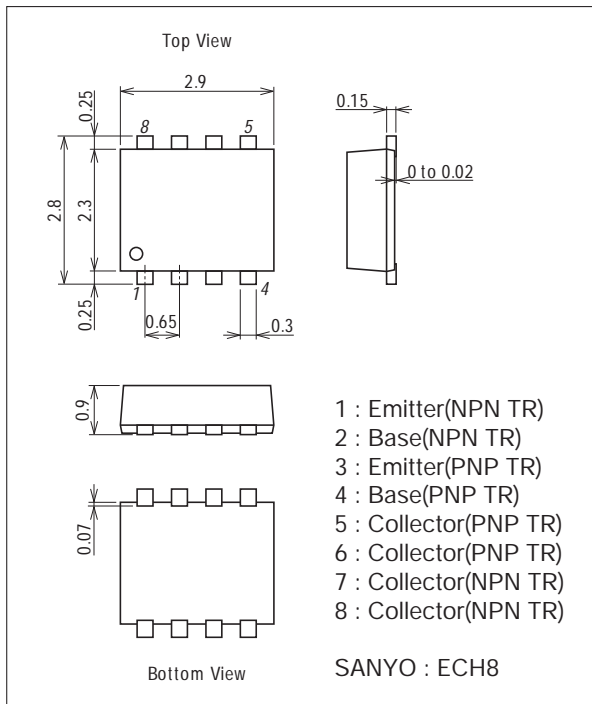 Top View
2.9
0.25
8
5
2.8
2.3
0.25
1
4
0.65
0.3
0.15
0 to 0.02
0.9
1 : Emitter(NPN TR)
2 : Base(NPN TR)
3 : Emitter(PNP TR)
4 : Base(PNP TR)
5 : Collector(PNP TR)
6 : Collector(PNP TR)
7 : Collector(NPN TR)
8 : Collector(NPN TR)
0.07
Bottom View
SANYO : ECH8